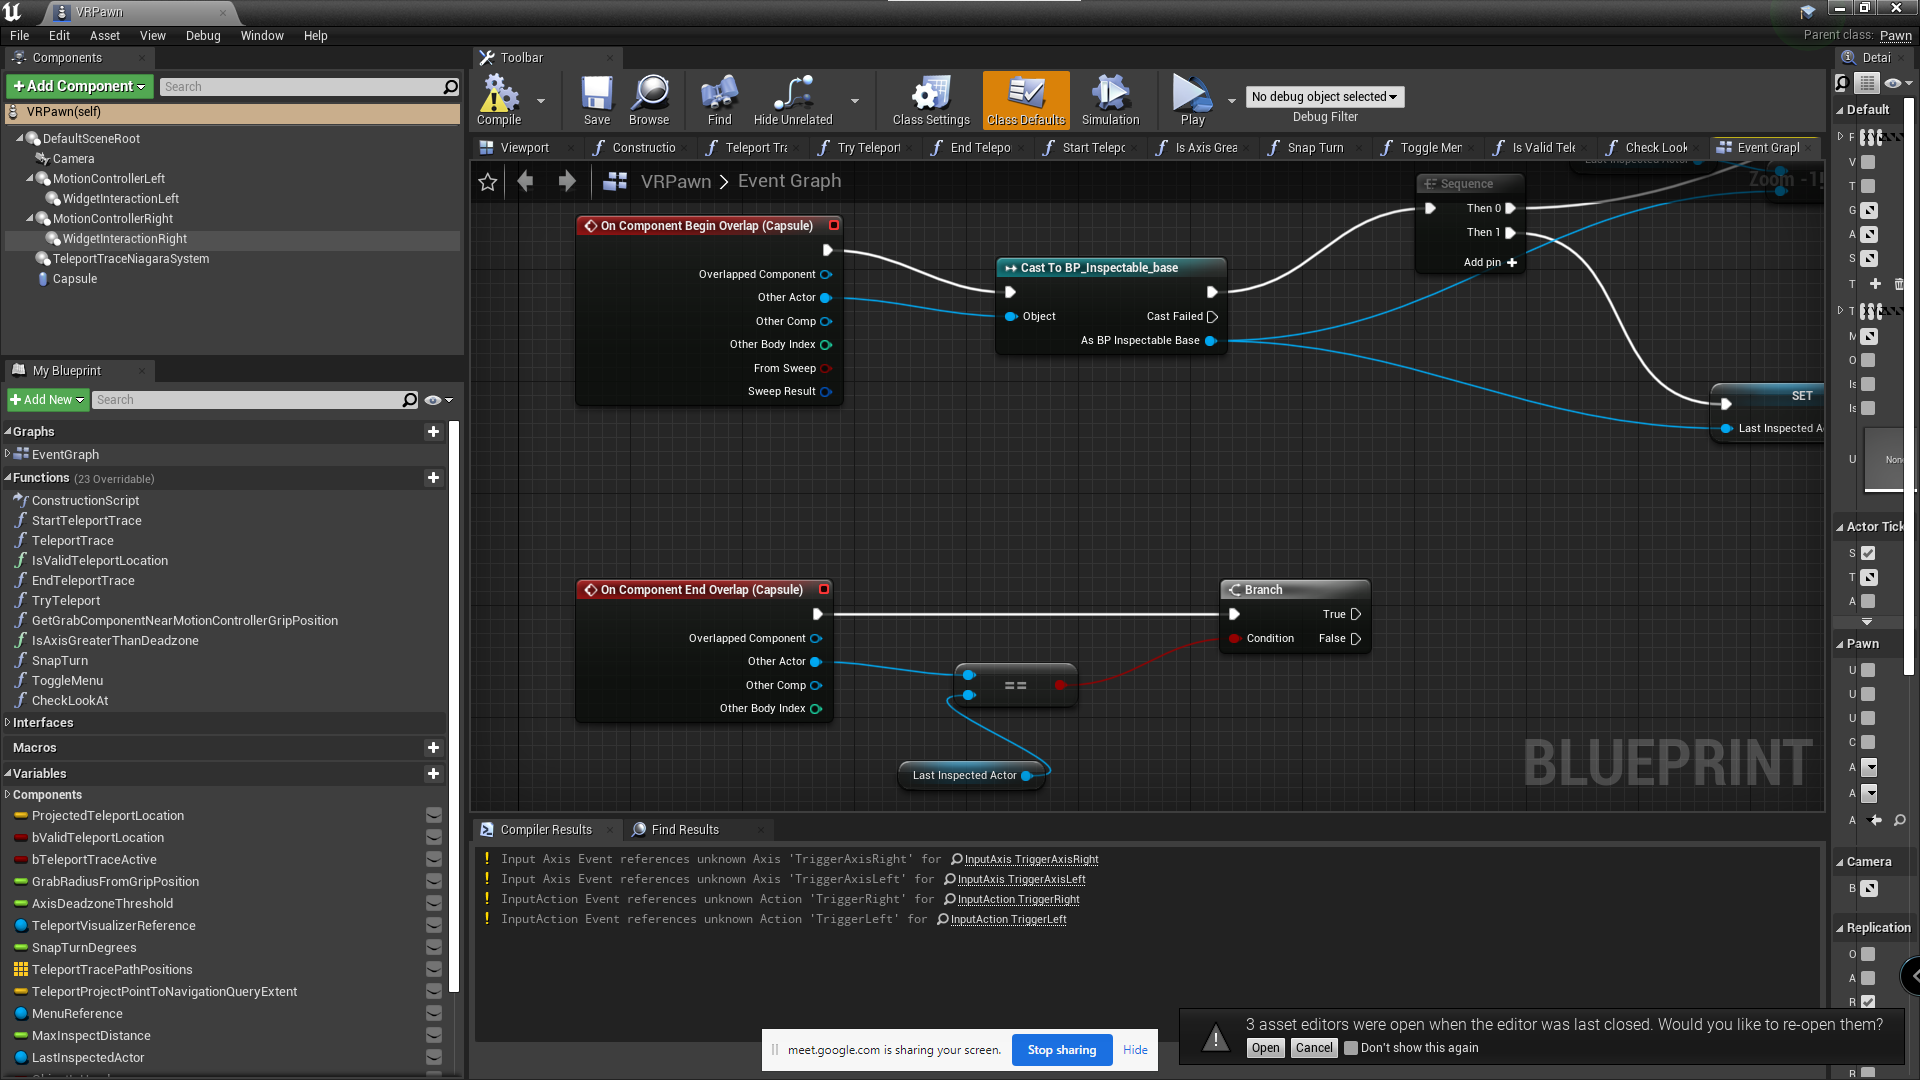 VRPawn
File Edit Asset View Debug Window Help
Parent class: Pawn
Components
Toolbar
Detai
+Add Component
Search
VRPawn(self)
DefaultSceneRoot
Camera
MotionControllerLeft
WidgetInteractionLeft
MotionControllerRight
WidgetInteractionRight
TeleportTraceNiagaraSystem
Capsule
Compile
Save
Browse
Find
Hide Unrelated
Class Settings
Class Defaults
Simulation
Play
No debug object selected
Debug Filter
Viewport
Constructio
Teleport Tra
Try Teleport
End Telepo
Start Telepo
Is Axis Grea
Snap Turn
Toggle Men
Is Valid Tele
Check Look
Event Grapl
VRPawn > Event Graph
Zoom -1
On Component Begin Overlap (Capsule)
Overlapped Component
Other Actor
Other Comp
Other Body Index
From Sweep
Sweep Result
Cast To BP_Inspectable_base
Object
Cast Failed
As BP Inspectable Base
Sequence
Then 0
Then 1
Add pin +
SET
Last Inspected Ac
On Component End Overlap (Capsule)
Overlapped Component
Other Actor
Other Comp
Other Body Index
==
Last Inspected Actor
Branch
True
Condition
False
BLUEPRINT
My Blueprint
+Add New
Search
Graphs
EventGraph
Functions (23 Overridable)
ConstructionScript
StartTeleportTrace
TeleportTrace
IsValidTeleportLocation
EndTeleportTrace
TryTeleport
GetGrabComponentNearMotionControllerGripPosition
IsAxisGreaterThanDeadzone
SnapTurn
ToggleMenu
CheckLookAt
Interfaces
Macros
Variables
Components
ProjectedTeleportLocation
bValidTeleportLocation
bTeleportTraceActive
GrabRadiusFromGripPosition
AxisDeadzoneThreshold
TeleportVisualizerReference
SnapTurnDegrees
TeleportTracePathPositions
TeleportProjectPointToNavigationQueryExtent
MenuReference
MaxInspectDistance
LastInspectedActor
Compiler Results
Find Results
! Input Axis Event references unknown Axis 'TriggerAxisRight' for InputAxis TriggerAxisRight
! Input Axis Event references unknown Axis 'TriggerAxisLeft' for InputAxis TriggerAxisLeft
! InputAction Event references unknown Action 'TriggerRight' for InputAction TriggerRight
! InputAction Event references unknown Action 'TriggerLeft' for InputAction TriggerLeft
Default
F
V
T
G
A
S
T
T
M
O
Is
Is
U
Non
Actor Tick
S
T
A
Pawn
U
U
U
C
A
A
A
Camera
B
Replication
O
A
R
R
meet.google.com is sharing your screen.
Stop sharing
Hide
3 asset editors were open when the editor was last closed. Would you like to re-open them?
Open
Cancel
Don't show this again